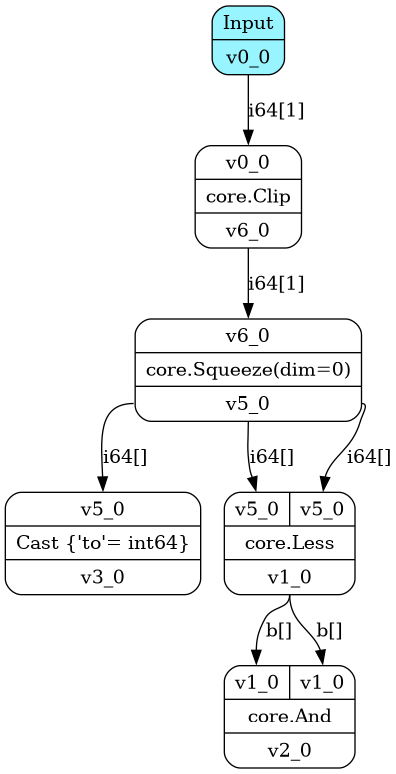 Input
v0_0
i64[1]
v0_0
core.Clip
v6_0
i64[1]
v6_0
core.Squeeze(dim=0)
v5_0
i64[] i64[] i64[]
v5_0
Cast {'to'= int64}
v3_0
v5_0 v5_0
core.Less
v1_0
b[] b[]
v1_0 v1_0
core.And
v2_0